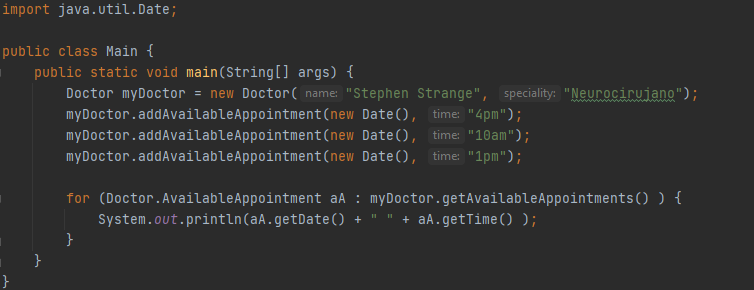 import java.util.Date;
public class Main {
public static void main(String[] args) {
Doctor myDoctor = new Doctor( name: "Stephen Strange", speciality: "Neurocirujano");
myDoctor.addAvailableAppointment(new Date(), time: "4pm");
myDoctor.addAvailableAppointment(new Date(), time: "10am");
myDoctor.addAvailableAppointment(new Date(), time: "1pm");
for (Doctor.AvailableAppointment aA : myDoctor.getAvailableAppointments() ) {
System.out.println(aA.getDate() + " " + aA.getTime() );
}
}
}